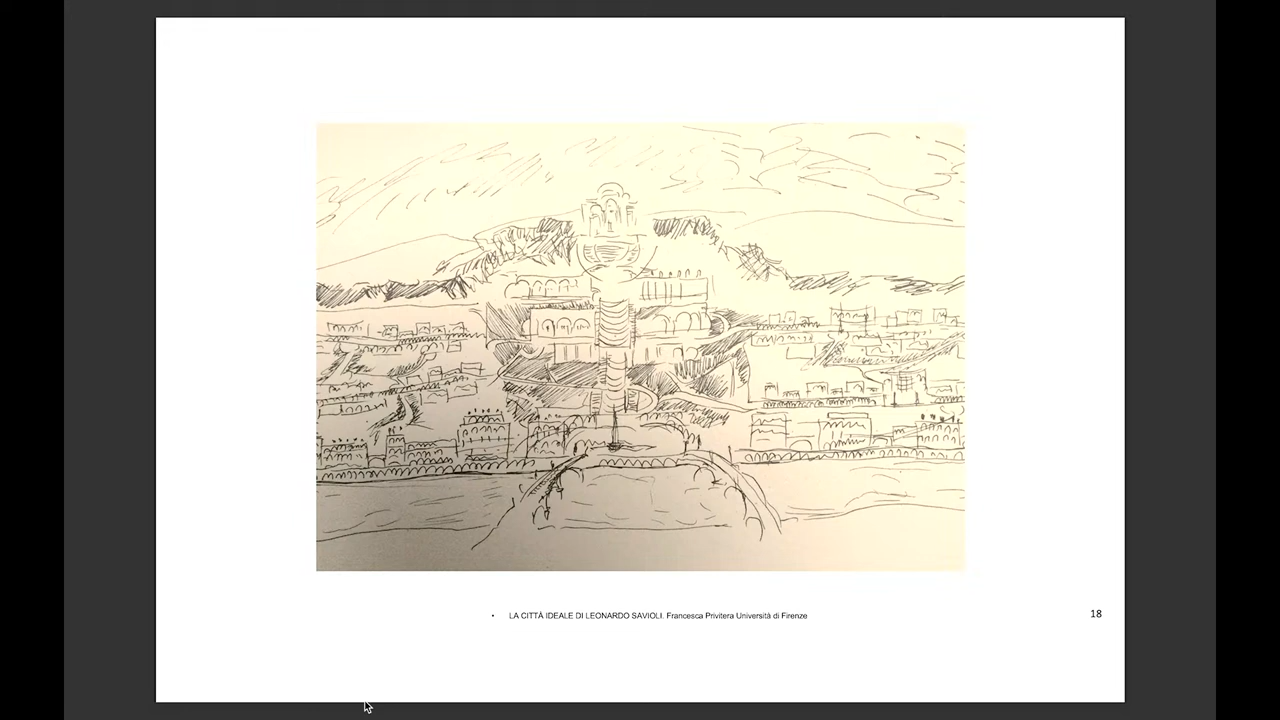 • LA CITTÀ IDEALE DI LEONARDO SAVIOLI. Francesca Privitera Università di Firenze
18